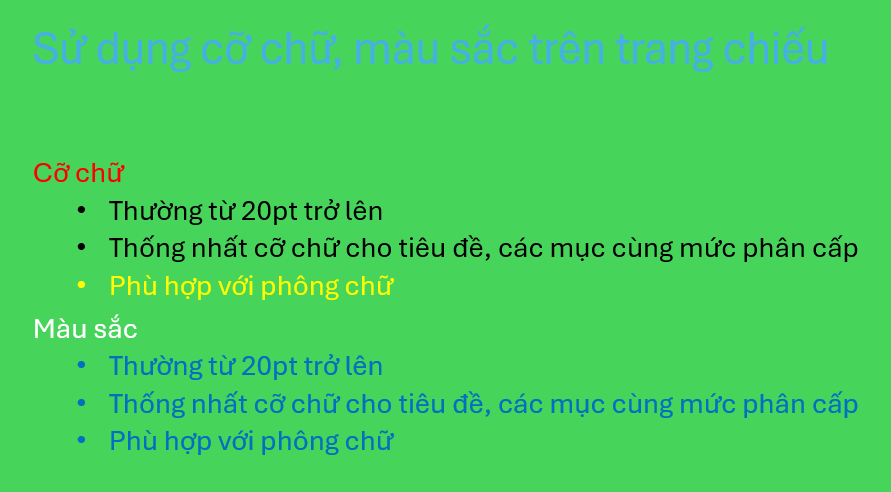 Sử dụng cỡ chữ, màu sắc trên trang chiếu
Cỡ chữ
• Thường từ 20pt trở lên
• Thống nhất cỡ chữ cho tiêu đề, các mục cùng mức phân cấp
• Phù hợp với phông chữ
Màu sắc
• Thường từ 20pt trở lên
• Thống nhất cỡ chữ cho tiêu đề, các mục cùng mức phân cấp
• Phù hợp với phông chữ